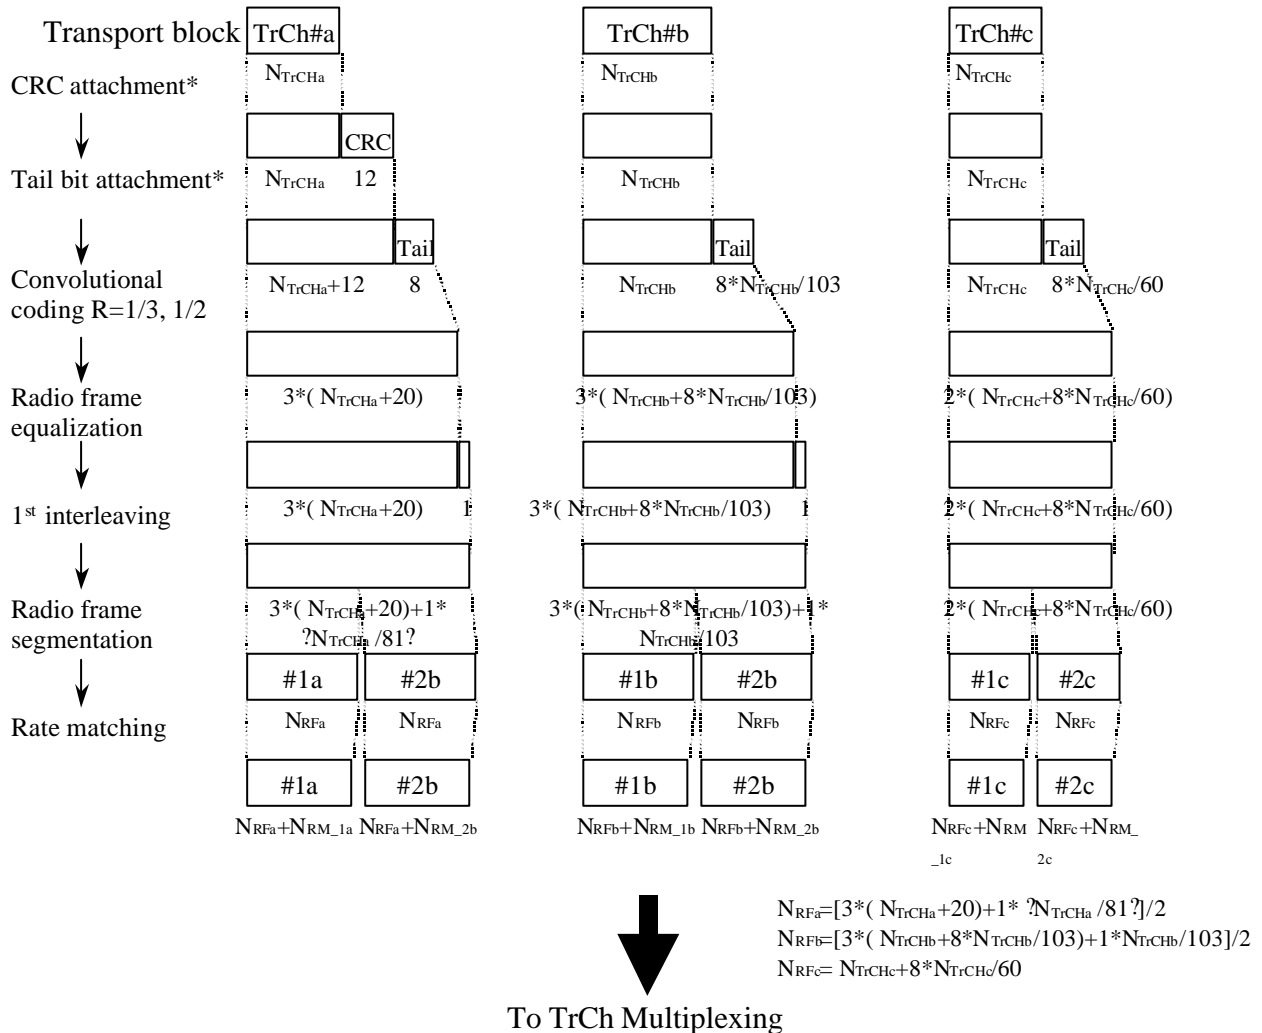 Transport block TrCh#a TrCh#b TrCh#c
CRC attachment* NTrCHa NTrCHb NTrCHc
CRC
Tail bit attachment* NTrCHa 12 NTrCHb NTrCHc
Tail Tail Tail
Convolutional NTrCHa+12 8 NTrCHb 8*NTrCHb/103 NTrCHc 8*NTrCHc/60
coding R=1/3, 1/2
Radio frame 3*( NTrCHa+20) 3*( NTrCHb+8*NTrCHb/103) 2*( NTrCHc+8*NTrCHc/60)
equalization
1st interleaving 3*( NTrCHa+20) 1 3*( NTrCHb+8*NTrCHb/103) 1 2*( NTrCHc+8*NTrCHc/60)
Radio frame 3*( NTrCHa+20)+1* 3*( NTrCHb+8*NTrCHb/103)+1* 2*( NTrCHc+8*NTrCHc/60)
segmentation ?NTrCHa /81? NTrCHb/103
#1a #2b #1b #2b #1c #2c
Rate matching NRFa NRFa NRFb NRFb NRFc NRFc
#1a #2b #1b #2b #1c #2c
NRFa+NRM_1a NRFa+NRM_2b NRFb+NRM_1b NRFb+NRM_2b NRFc+NRM NRFc+NRM_
_1c 2c
NRFa=[3*( NTrCHa+20)+1* ?NTrCHa /81?]/2
NRFb=[3*( NTrCHb+8*NTrCHb/103)+1*NTrCHb/103]/2
NRFc= NTrCHc+8*NTrCHc/60
To TrCh Multiplexing